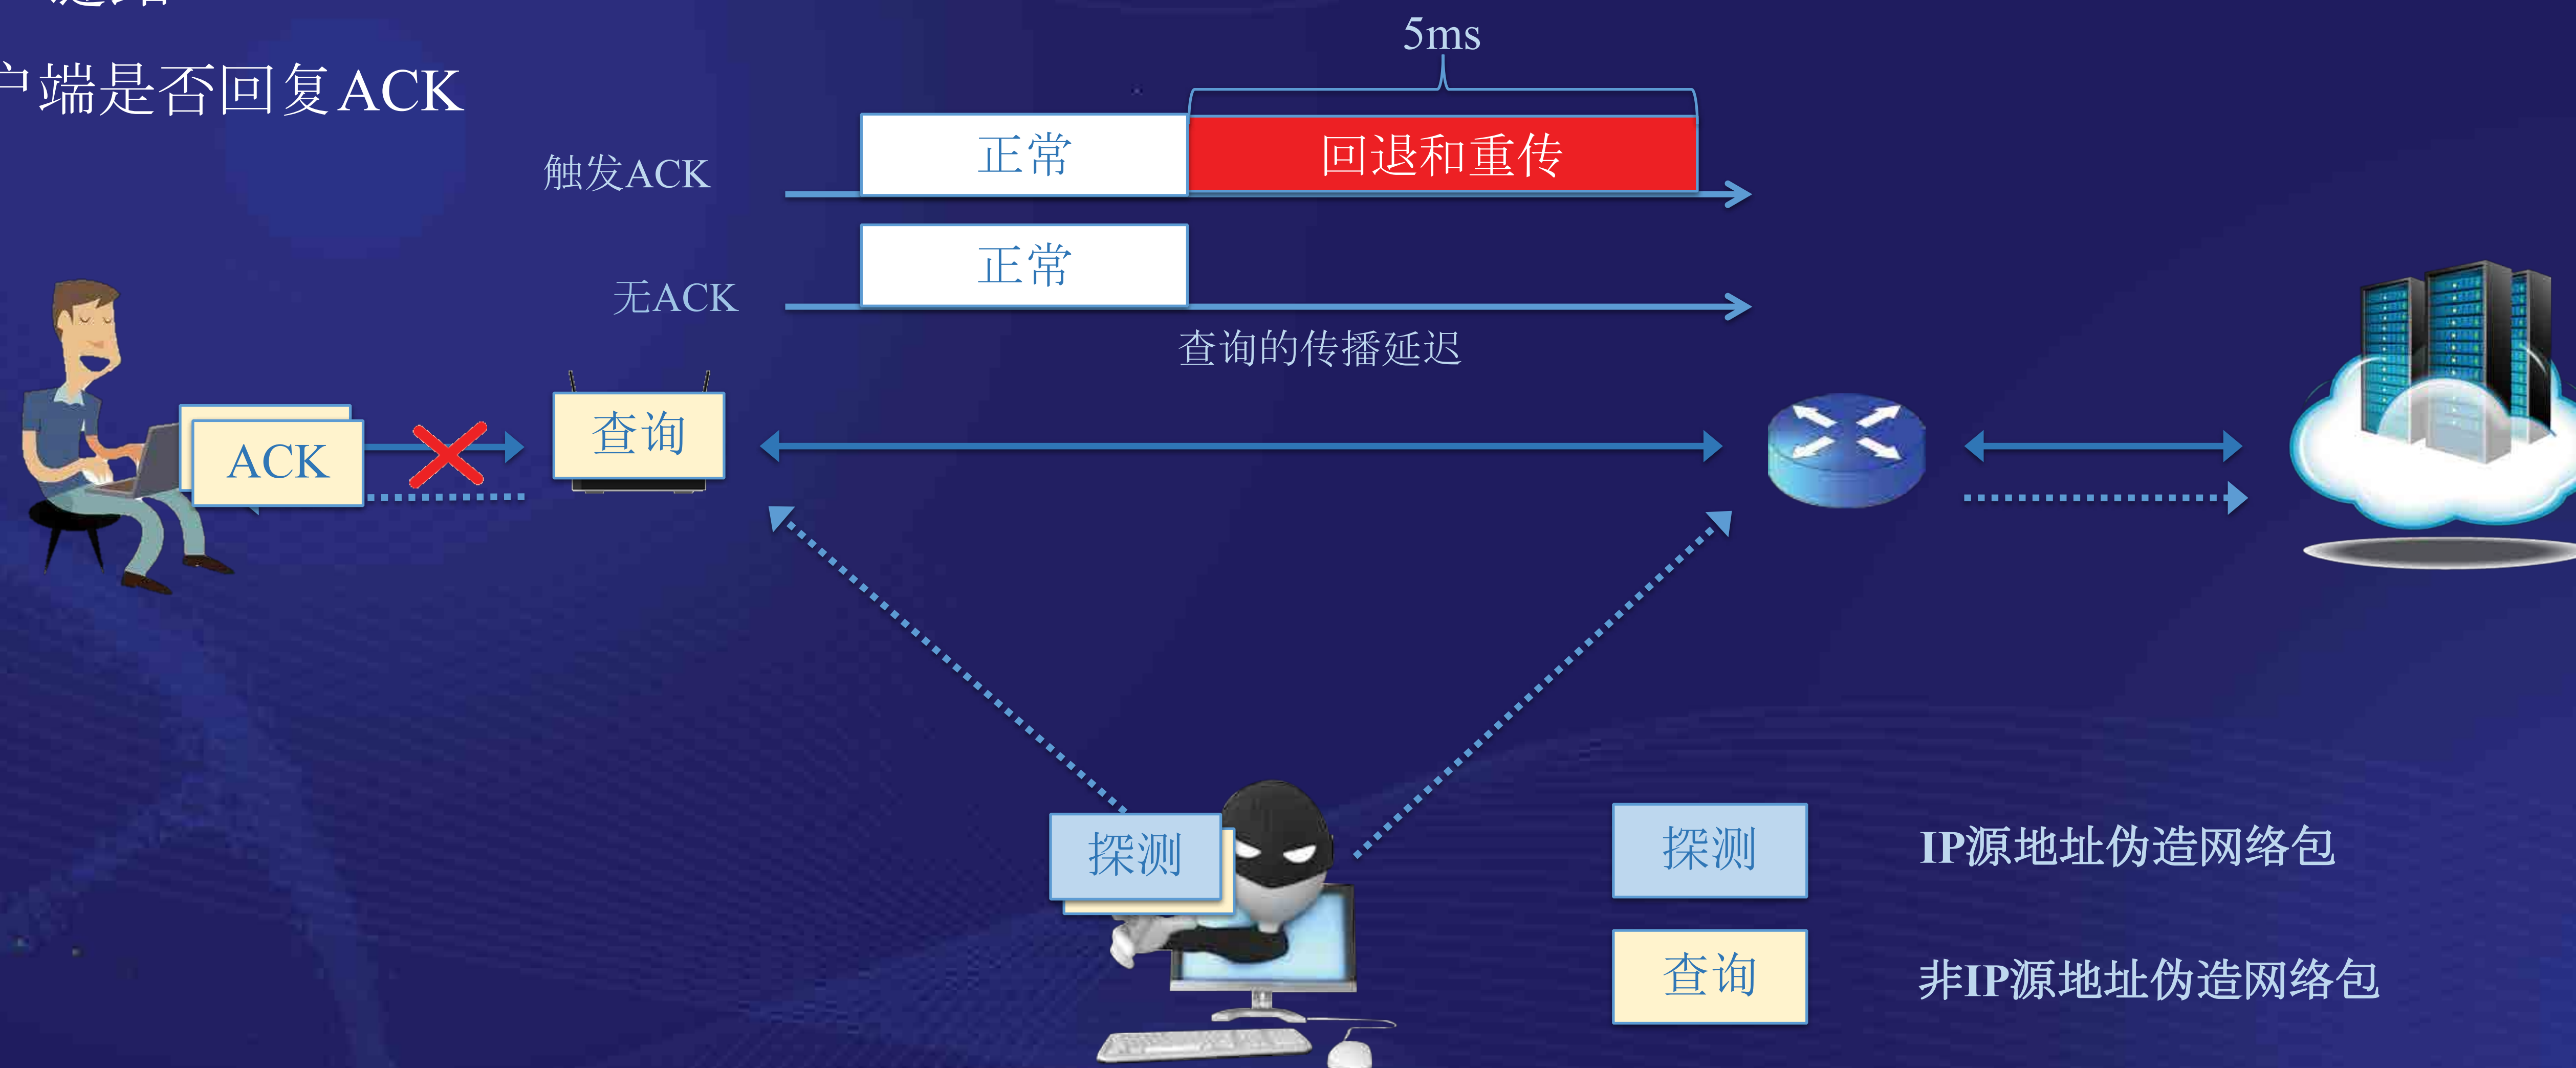 户端是否回复ACK
5ms
触发ACK
正常
回退和重传
无ACK
正常
查询的传播延迟
ACK
查询
探测
探测
IP源地址伪造网络包
查询
非IP源地址伪造网络包